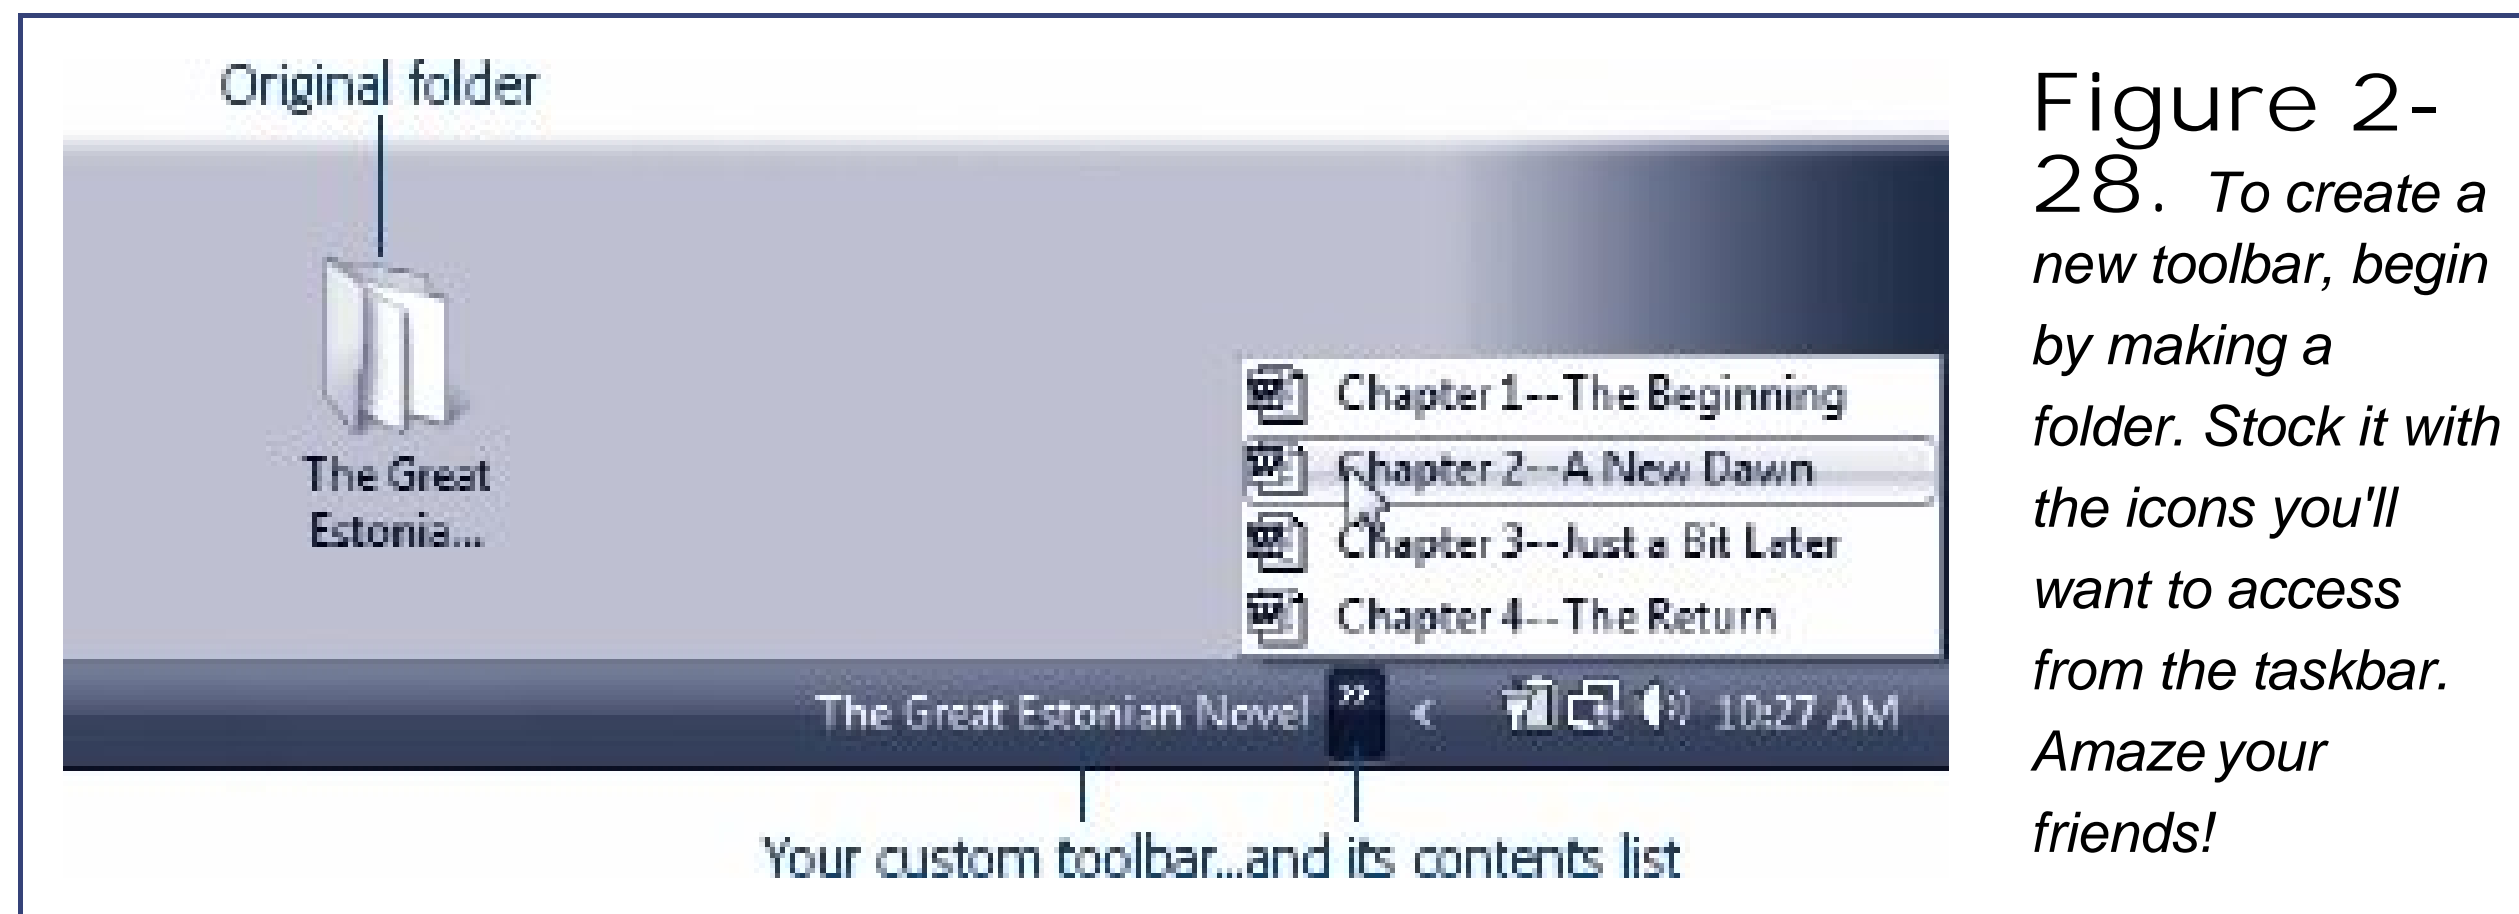 Original folder
The Great
Estonia...
Chapter 1--The Beginning
Chapter 2--A New Dawn
Chapter 3--Just a Bit Later
Chapter 4--The Return
The Great Estonian Novel » < 10:27 AM
Your custom toolbar...and its contents list
Figure 2-
28. To create a
new toolbar, begin
by making a
folder. Stock it with
the icons you'll
want to access
from the taskbar.
Amaze your
friends!